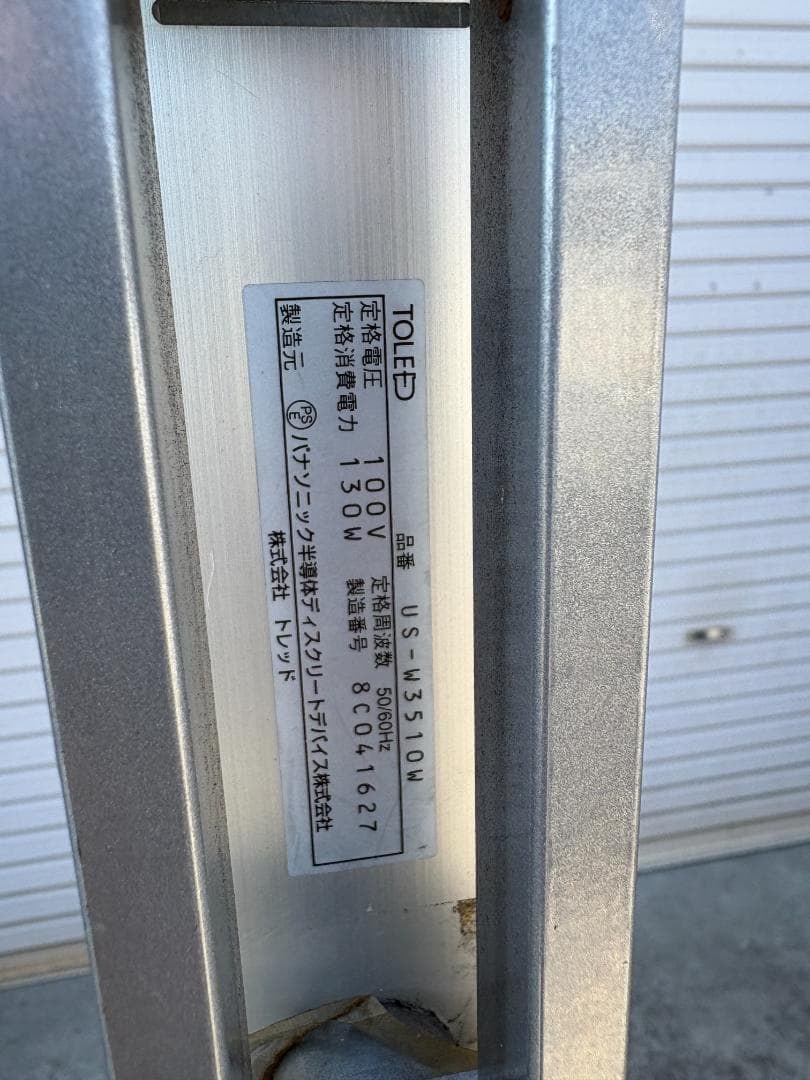 TOLED
品番 US-W3510W
定格電圧 100V 定格周波数 50/60Hz
定格消費電力 130W 製造番号 8C041627
製造元 PSE パナソニック半導体ディスクリートデバイス株式会社
株式会社 トレッド